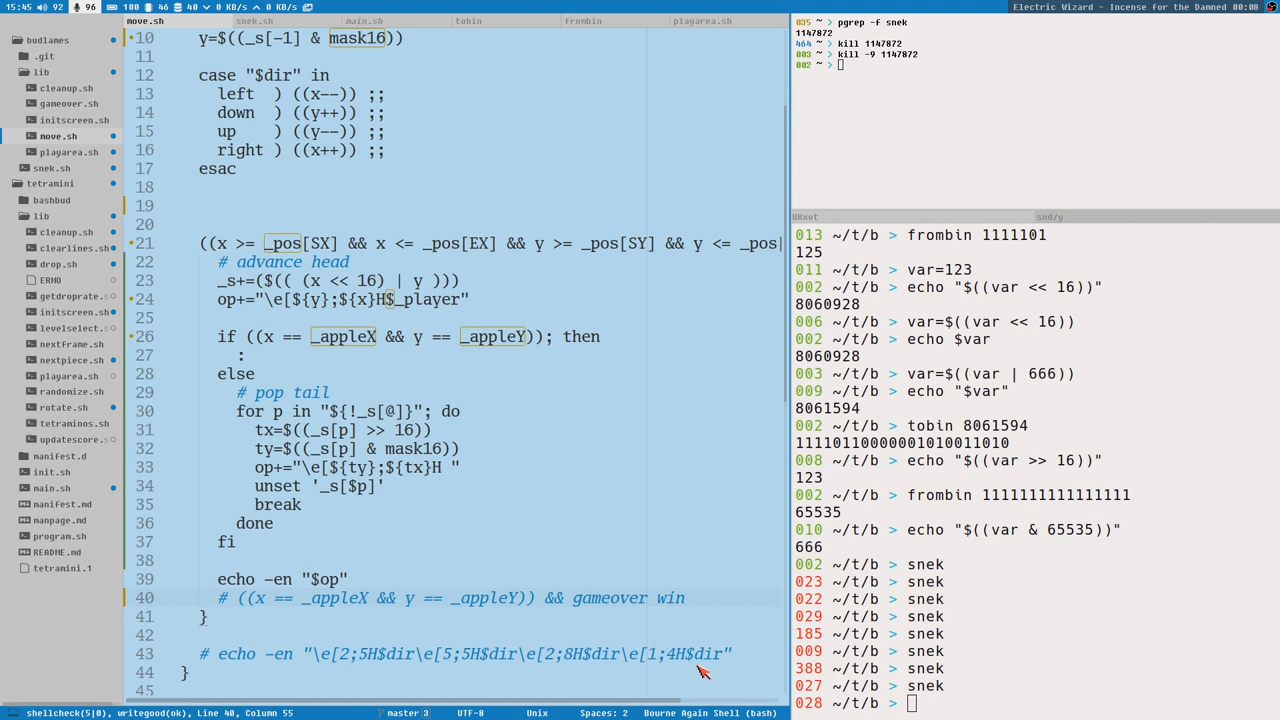 15:45 92 96 100 46 40 0 KB/s 0 KB/s
Electric Wizard - Incense for the Damned 00:08
move.sh snek.sh main.sh tobin frombin playarea.sh
budlames
.git
lib
cleanup.sh
gameover.sh
initscreen.sh
move.sh
playarea.sh
snek.sh
tetramini
bashbud
lib
cleanup.sh
clearlines.sh
drop.sh
ERMO
getdroprate.s
initscreen.sh
levelselect.s
nextframe.sh
nextpiece.sh
playarea.sh
randomize.sh
rotate.sh
tetraminos.sh
updatescore.s
manifest.d
init.sh
main.sh
manifest.md
manpage.md
program.sh
README.md
tetramini.1
10 y=$((_s[-1] & mask16))
11
12 case "$dir" in
13 left ) ((x--)) ;;
14 down ) ((y++)) ;;
15 up ) ((y--)) ;;
16 right ) ((x++)) ;;
17 esac
18
19
20
21 ((x >= _pos[SX] && x <= _pos[EX] && y >= _pos[SY] && y <= _pos
22 # advance head
23 _s+=($(( (x << 16) | y )))
24 op+="\e[${y};${x}H$_player"
25
26 if ((x == _appleX && y == _appleY)); then
27 :
28 else
29 # pop tail
30 for p in "${!_s[@]}"; do
31 tx=$((_s[p] >> 16))
32 ty=$((_s[p] & mask16))
33 op+="\e[${ty};${tx}H "
34 unset '_s[$p]'
35 break
36 done
37 fi
38
39 echo -en "$op"
40 # ((x == _appleX && y == _appleY)) && gameover win
41 }
42
43 # echo -en "\e[2;5H$dir\e[5;5H$dir\e[2;8H$dir\e[1;4H$dir"
44 }
45
shellcheck(5|0), writegood(ok), Line 40, Column 55 master 3 UTF-8 Unix Spaces: 2 Bourne Again Shell (bash)
035 ~ > pgrep -f snek
1147872
464 ~ > kill 1147872
003 ~ > kill -9 1147872
002 ~ >
URxvt snd/y
013 ~/t/b > frombin 1111101
125
011 ~/t/b > var=123
002 ~/t/b > echo "$((var << 16))"
8060928
006 ~/t/b > var=$((var << 16))
002 ~/t/b > echo $var
8060928
003 ~/t/b > var=$((var | 666))
009 ~/t/b > echo "$var"
8061594
002 ~/t/b > tobin 8061594
11110110000001010011010
008 ~/t/b > echo "$((var >> 16))"
123
002 ~/t/b > frombin 1111111111111111
65535
010 ~/t/b > echo "$((var & 65535))"
666
002 ~/t/b > snek
023 ~/t/b > snek
022 ~/t/b > snek
029 ~/t/b > snek
185 ~/t/b > snek
009 ~/t/b > snek
388 ~/t/b > snek
027 ~/t/b > snek
028 ~/t/b >